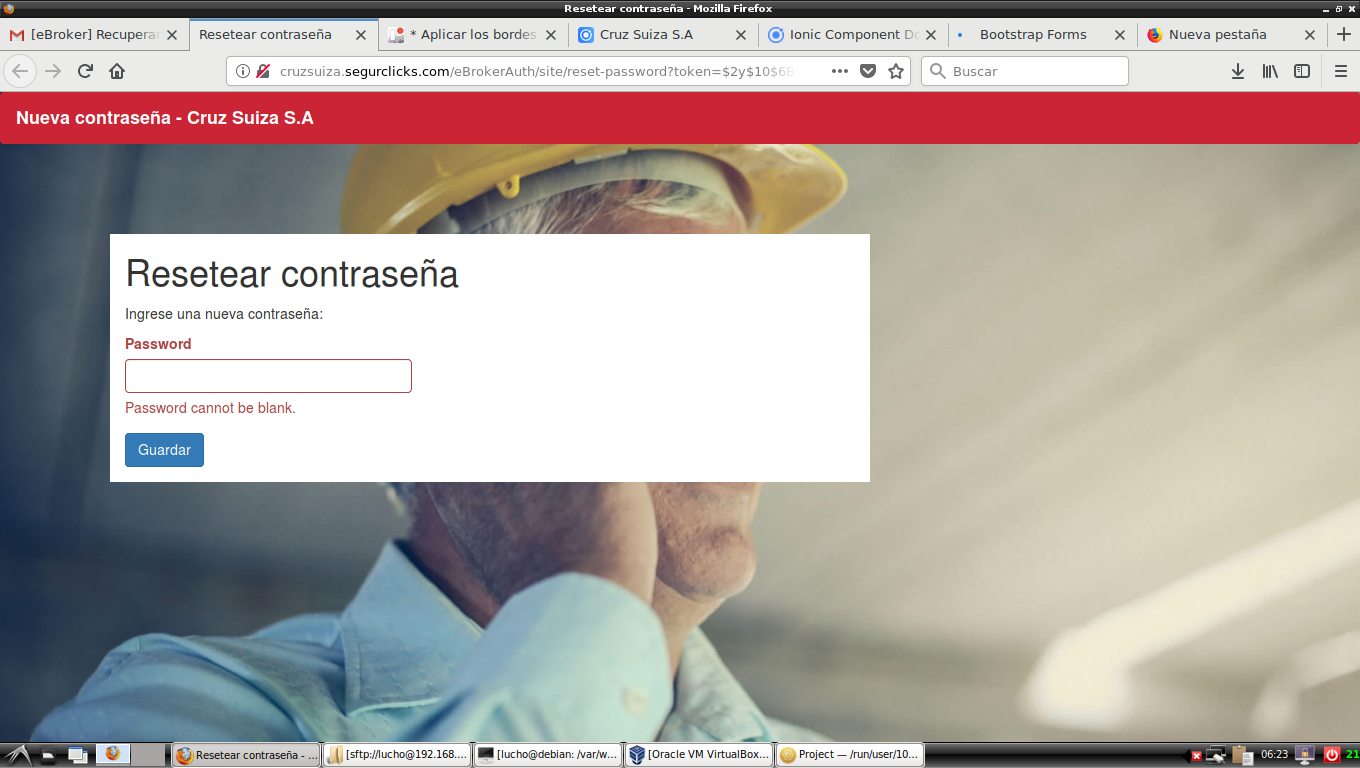 Resetear contraseña - Mozilla Firefox
[eBroker] Recupera
Resetear contraseña
* Aplicar los bordes
Cruz Suiza S.A
Ionic Component Do
Bootstrap Forms
Nueva pestaña
cruzsuiza.segurclicks.com/eBrokerAuth/site/reset-password?token=$2y$10$6B
Buscar
Nueva contraseña - Cruz Suiza S.A
Resetear contraseña
Ingrese una nueva contraseña:
Password
Password cannot be blank.
Guardar
Resetear contraseña - ...
[sftp://lucho@192.168....
[lucho@debian: /var/w...
[Oracle VM VirtualBox...
Project — /run/user/10...
06:23
21